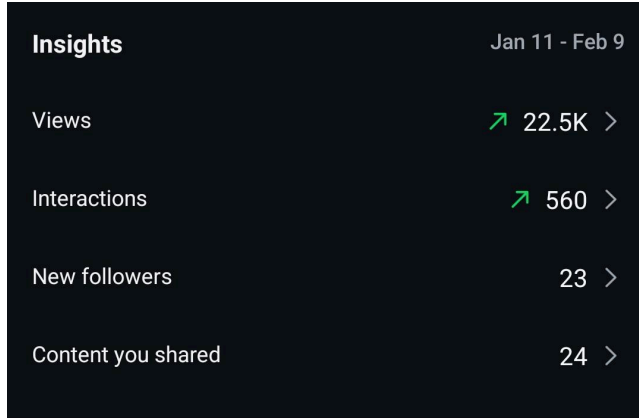 Insights Jan 11 - Feb 9
Views 22.5K
Interactions 560
New followers 23
Content you shared 24